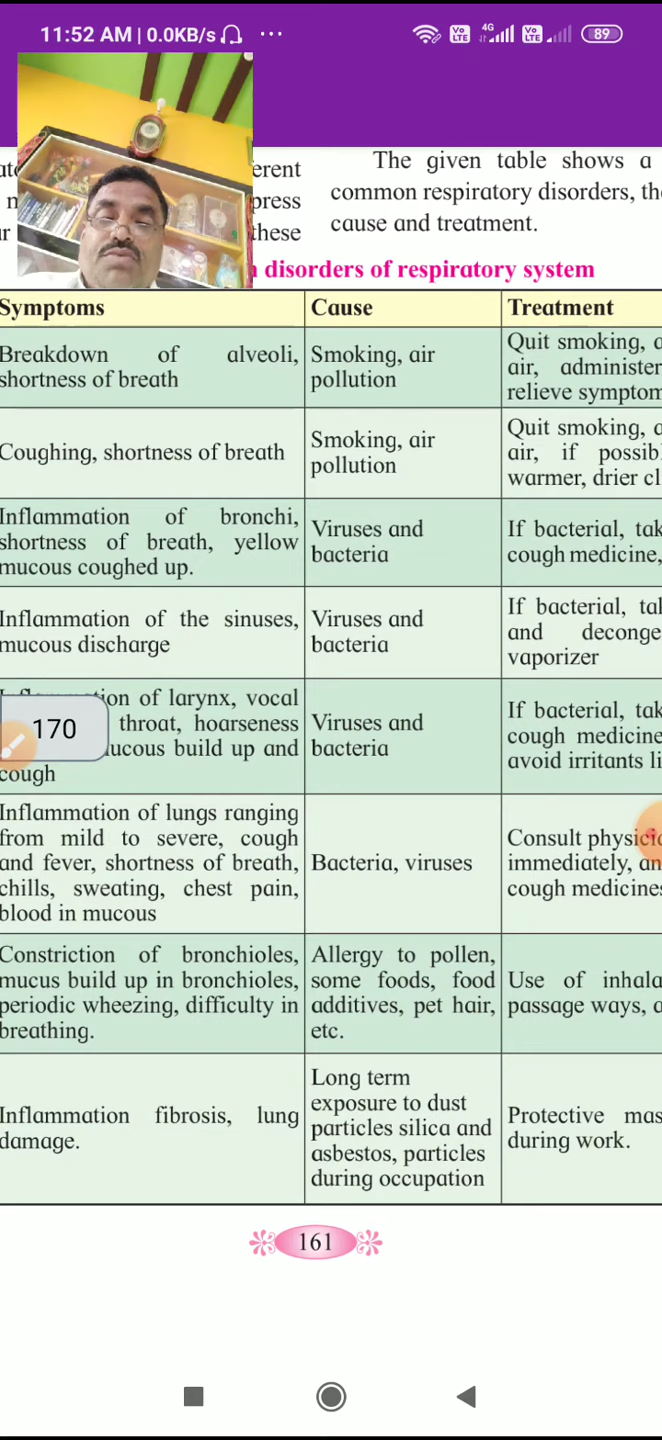 11:52 AM | 0.0KB/s
Vo LTE 4G Vo LTE 89
erent
press
these
The given table shows a
common respiratory disorders, the
cause and treatment.
disorders of respiratory system
Symptoms Cause Treatment
Breakdown of alveoli,
shortness of breath
Smoking, air
pollution
Quit smoking, a
air, administer
relieve symptom
Coughing, shortness of breath
Smoking, air
pollution
Quit smoking, a
air, if possib
warmer, drier cl
Inflammation of bronchi,
shortness of breath, yellow
mucous coughed up.
Viruses and
bacteria
If bacterial, tak
cough medicine,
Inflammation of the sinuses,
mucous discharge
Viruses and
bacteria
If bacterial, tak
and deconge
vaporizer
of larynx, vocal
throat, hoarseness
ucous build up and
cough
170
Viruses and
bacteria
If bacterial, tak
cough medicine
avoid irritants li
Inflammation of lungs ranging
from mild to severe, cough
and fever, shortness of breath,
chills, sweating, chest pain,
blood in mucous
Bacteria, viruses
Consult physicia
immediately, an
cough medicines
Constriction of bronchioles,
mucus build up in bronchioles,
periodic wheezing, difficulty in
breathing.
Allergy to pollen,
some foods, food
additives, pet hair,
etc.
Use of inhala
passage ways, a
Inflammation fibrosis, lung
damage.
Long term
exposure to dust
particles silica and
asbestos, particles
during occupation
Protective mas
during work.
161